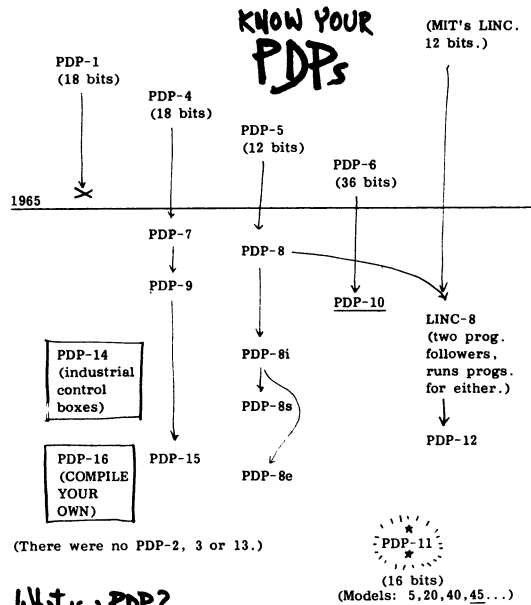 KNOW YOUR
PDPs
(MIT's LINC.
12 bits.)
PDP-1
(18 bits)
PDP-4
(18 bits)
PDP-5
(12 bits)
PDP-6
(36 bits)
1965
PDP-7
PDP-8
PDP-9
PDP-10
LINC-8
(two prog.
followers,
runs progs.
for either.)
PDP-14
(industrial
control
boxes)
PDP-8i
PDP-8s
PDP-12
PDP-16
(COMPILE
YOUR
OWN)
PDP-15
PDP-8e
(There were no PDP-2, 3 or 13.)
PDP-11
(16 bits)
(Models: 5,20,40,45...)
What is a PDP?